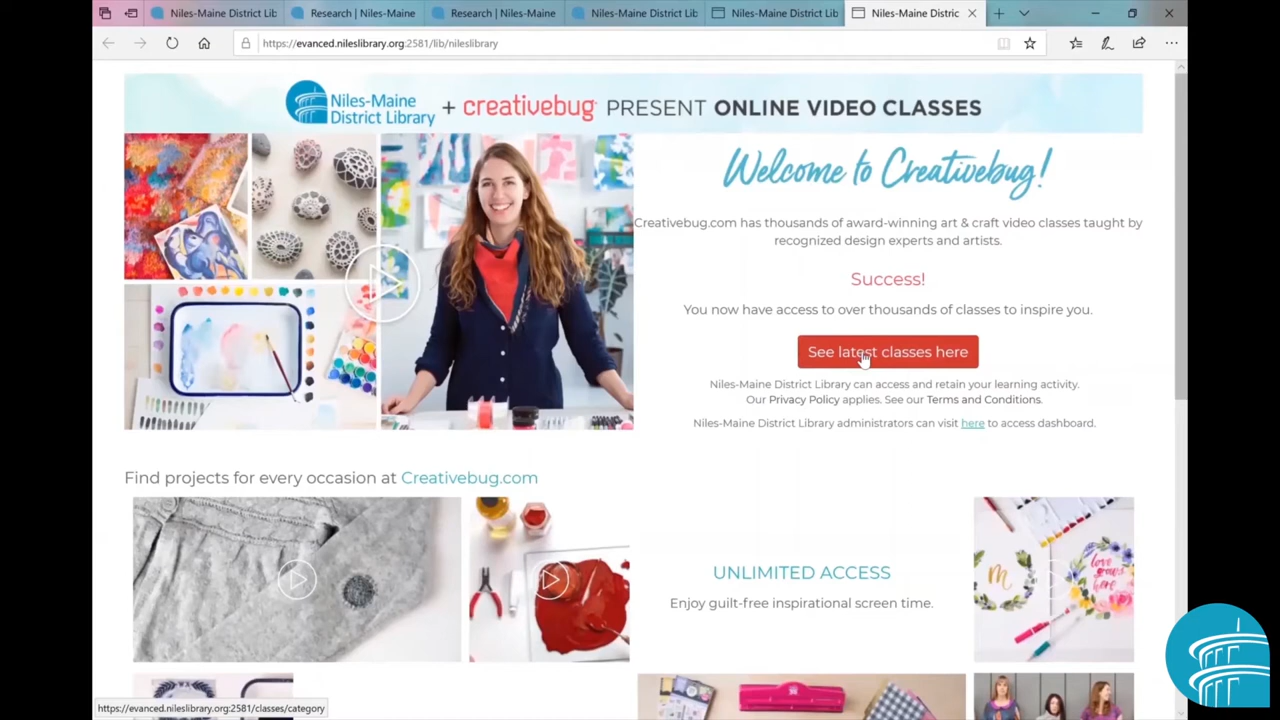 Niles-Maine District Lib
Research | Niles-Maine
Research | Niles-Maine
Niles-Maine District Lib
Niles-Maine District Lib
Niles-Maine Distric
https://evanced.nileslibrary.org:2581/lib/nileslibrary
Niles-Maine
District Library
+ creativebug PRESENT ONLINE VIDEO CLASSES
Welcome to Creativebug!
Creativebug.com has thousands of award-winning art & craft video classes taught by
recognized design experts and artists.
Success!
You now have access to over thousands of classes to inspire you.
See latest classes here
Niles-Maine District Library can access and retain your learning activity.
Our Privacy Policy applies. See our Terms and Conditions.
Niles-Maine District Library administrators can visit here to access dashboard.
Find projects for every occasion at Creativebug.com
UNLIMITED ACCESS
Enjoy guilt-free inspirational screen time.
m
love
grows
here
https://evanced.nileslibrary.org:2581/classes/category